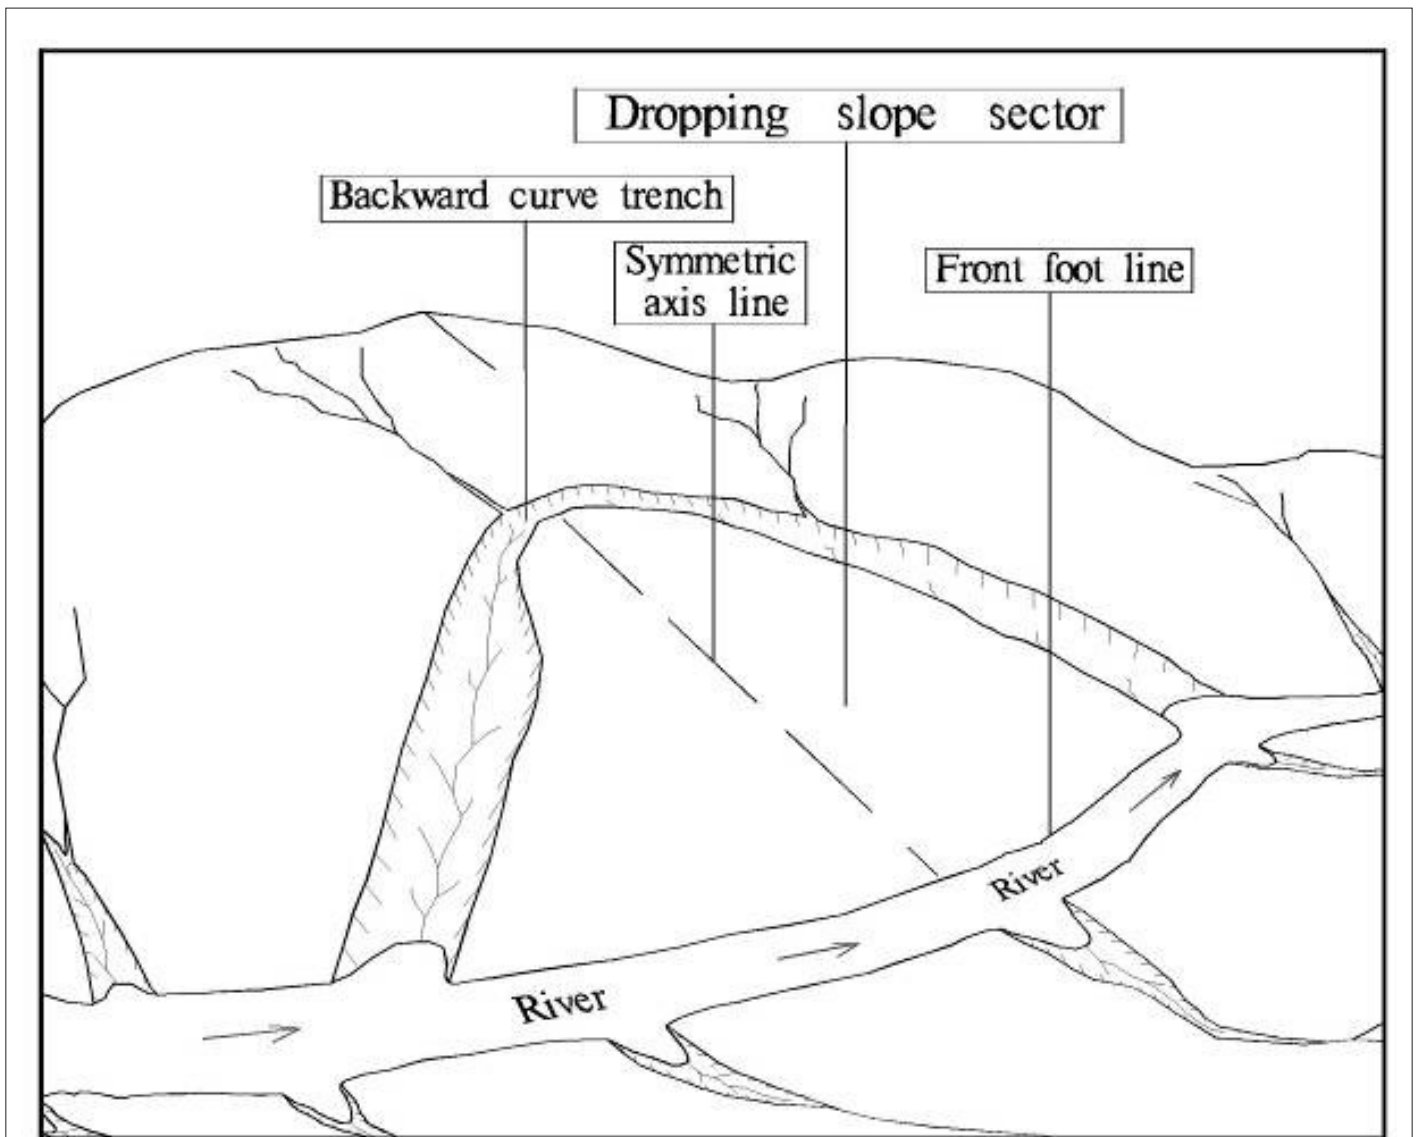 Dropping slope sector
Backward curve trench
Symmetric
axis line
Front foot line
River
River